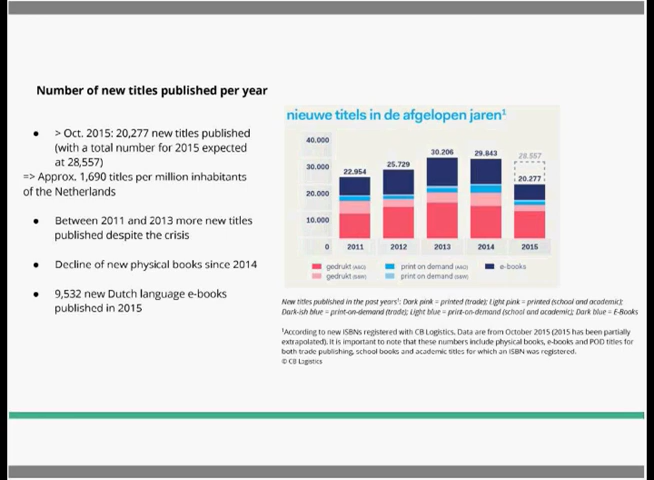 Number of new titles published per year
> Oct. 2015: 20,277 new titles published
(with a total number for 2015 expected
at 28,557)
=> Approx. 1,690 titles per million inhabitants
of the Netherlands
Between 2011 and 2013 more new titles
published despite the crisis
Decline of new physical books since 2014
9,532 new Dutch language e-books
published in 2015
nieuwe titels in de afgelopen jaren¹
40.000
30.000
20.000
10.000
0
22.954
25.729
30.206
29.843
28.557
20.277
2011 2012 2013 2014 2015
gedrukt print on demand e-books
gedrukt print on demand
New titles published in the past years¹: Dark pink = printed (trade); Light pink = printed (school and academic);
Dark-ish blue = print-on-demand (trade); Light blue = print-on-demand (school and academic); Dark blue = E-Books
¹According to new ISBNs registered with CB Logistics. Data are from October 2015 (2015 has been partially
extrapolated). It is important to note that these numbers include physical books, e-books and POD titles for
both trade publishing, school books and academic titles for which an ISBN was registered.
© CB Logistics